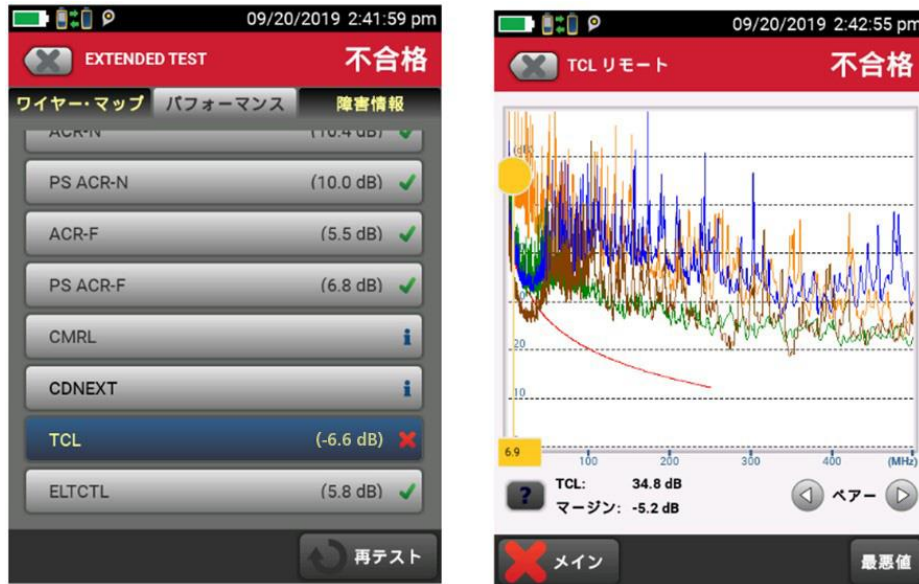 09/20/2019 2:41:59 pm
EXTENDED TEST
不合格
ワイヤー・マップ
パフォーマンス
障害情報
ACR-N (10.4 dB)
PS ACR-N (10.0 dB)
ACR-F (5.5 dB)
PS ACR-F (6.8 dB)
CMRL i
CDNEXT i
TCL (-6.6 dB)
ELTCTL (5.8 dB)
再テスト
09/20/2019 2:42:55 pm
TCL リモート
不合格
(dB)
20
10
6.9
100 200 300 400 (MHz)
?
TCL: 34.8 dB
マージン: -5.2 dB
ペアー
メイン
最悪値